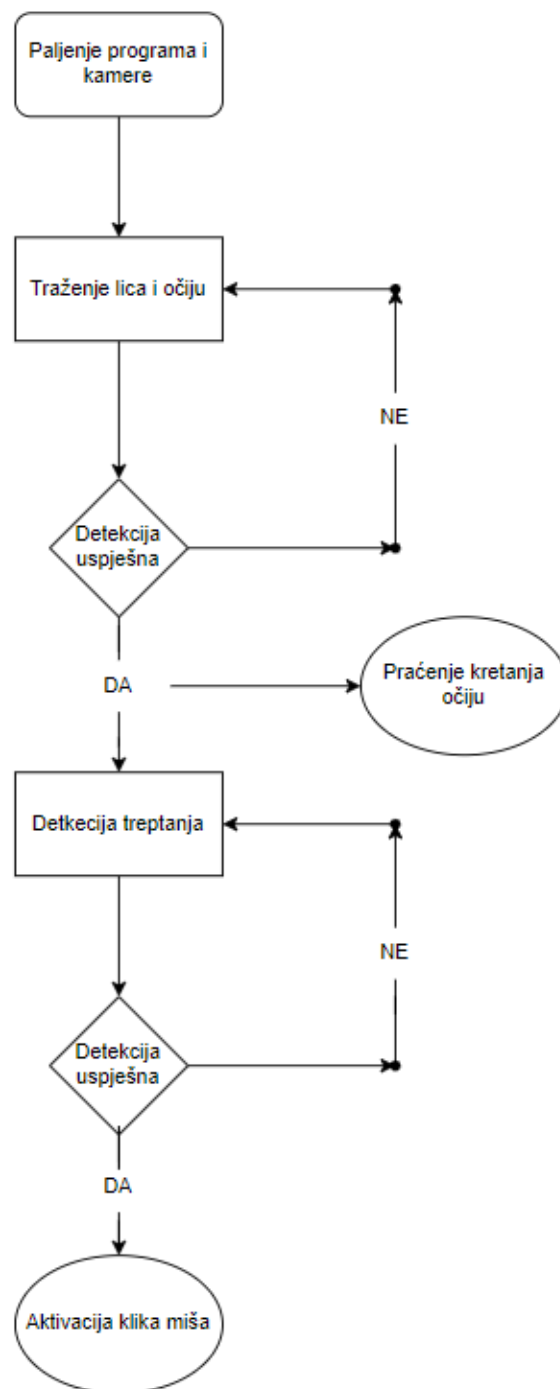 Paljenje programa i
kamere
Traženje lica i očiju
NE
Detekcija
uspješna
DA
Praćenje kretanja
očiju
Detkecija treptanja
NE
Detekcija
uspješna
DA
Aktivacija klika miša